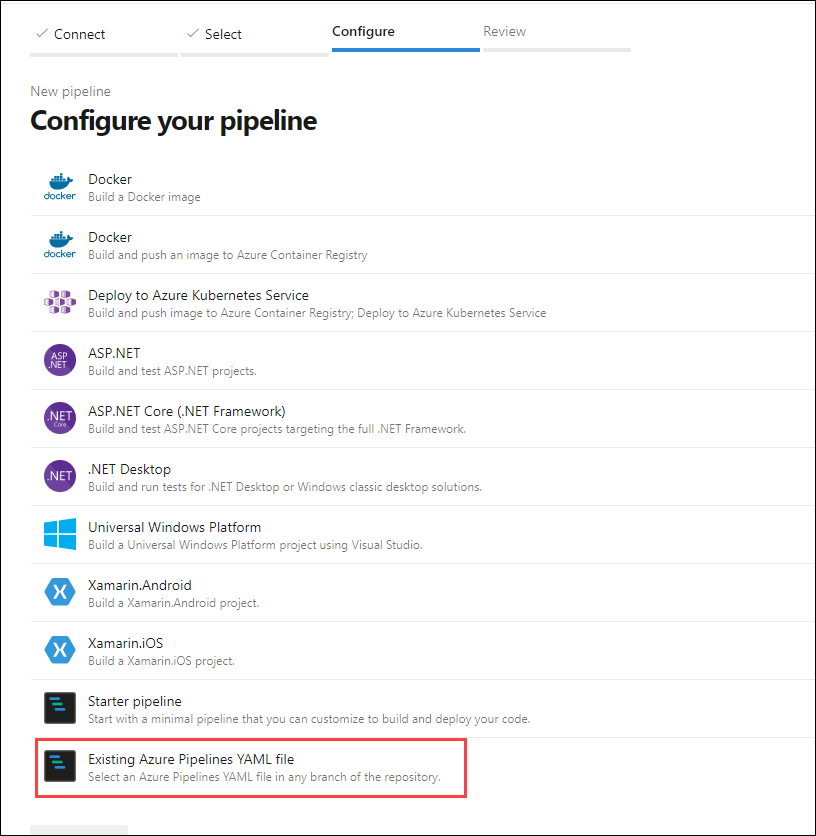 Connect
Select
Configure
Review
New pipeline
Configure your pipeline
docker
Docker
Build a Docker image
docker
Docker
Build and push an image to Azure Container Registry
Deploy to Azure Kubernetes Service
Build and push image to Azure Container Registry; Deploy to Azure Kubernetes Service
ASP
.NET
ASP.NET
Build and test ASP.NET projects.
.NET
Core
ASP.NET Core (.NET Framework)
Build and test ASP.NET Core projects targeting the full .NET Framework.
.NET
.NET Desktop
Build and run tests for .NET Desktop or Windows classic desktop solutions.
Universal Windows Platform
Build a Universal Windows Platform project using Visual Studio.
X
Xamarin.Android
Build a Xamarin.Android project.
X
Xamarin.iOS
Build a Xamarin.iOS project.
Starter pipeline
Start with a minimal pipeline that you can customize to build and deploy your code.
Existing Azure Pipelines YAML file
Select an Azure Pipelines YAML file in any branch of the repository.